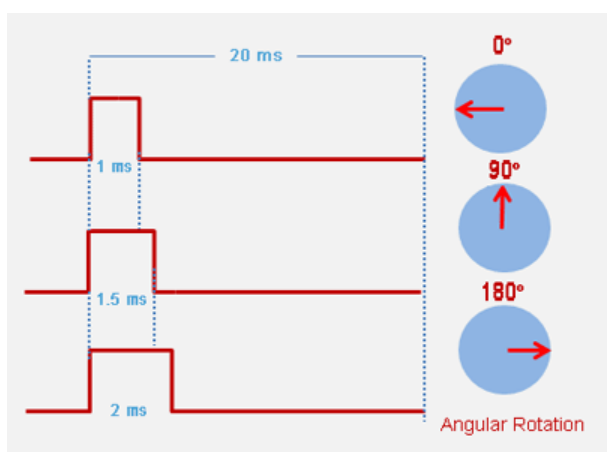 20 ms
0°
1 ms
90°
1.5 ms
180°
2 ms
Angular Rotation